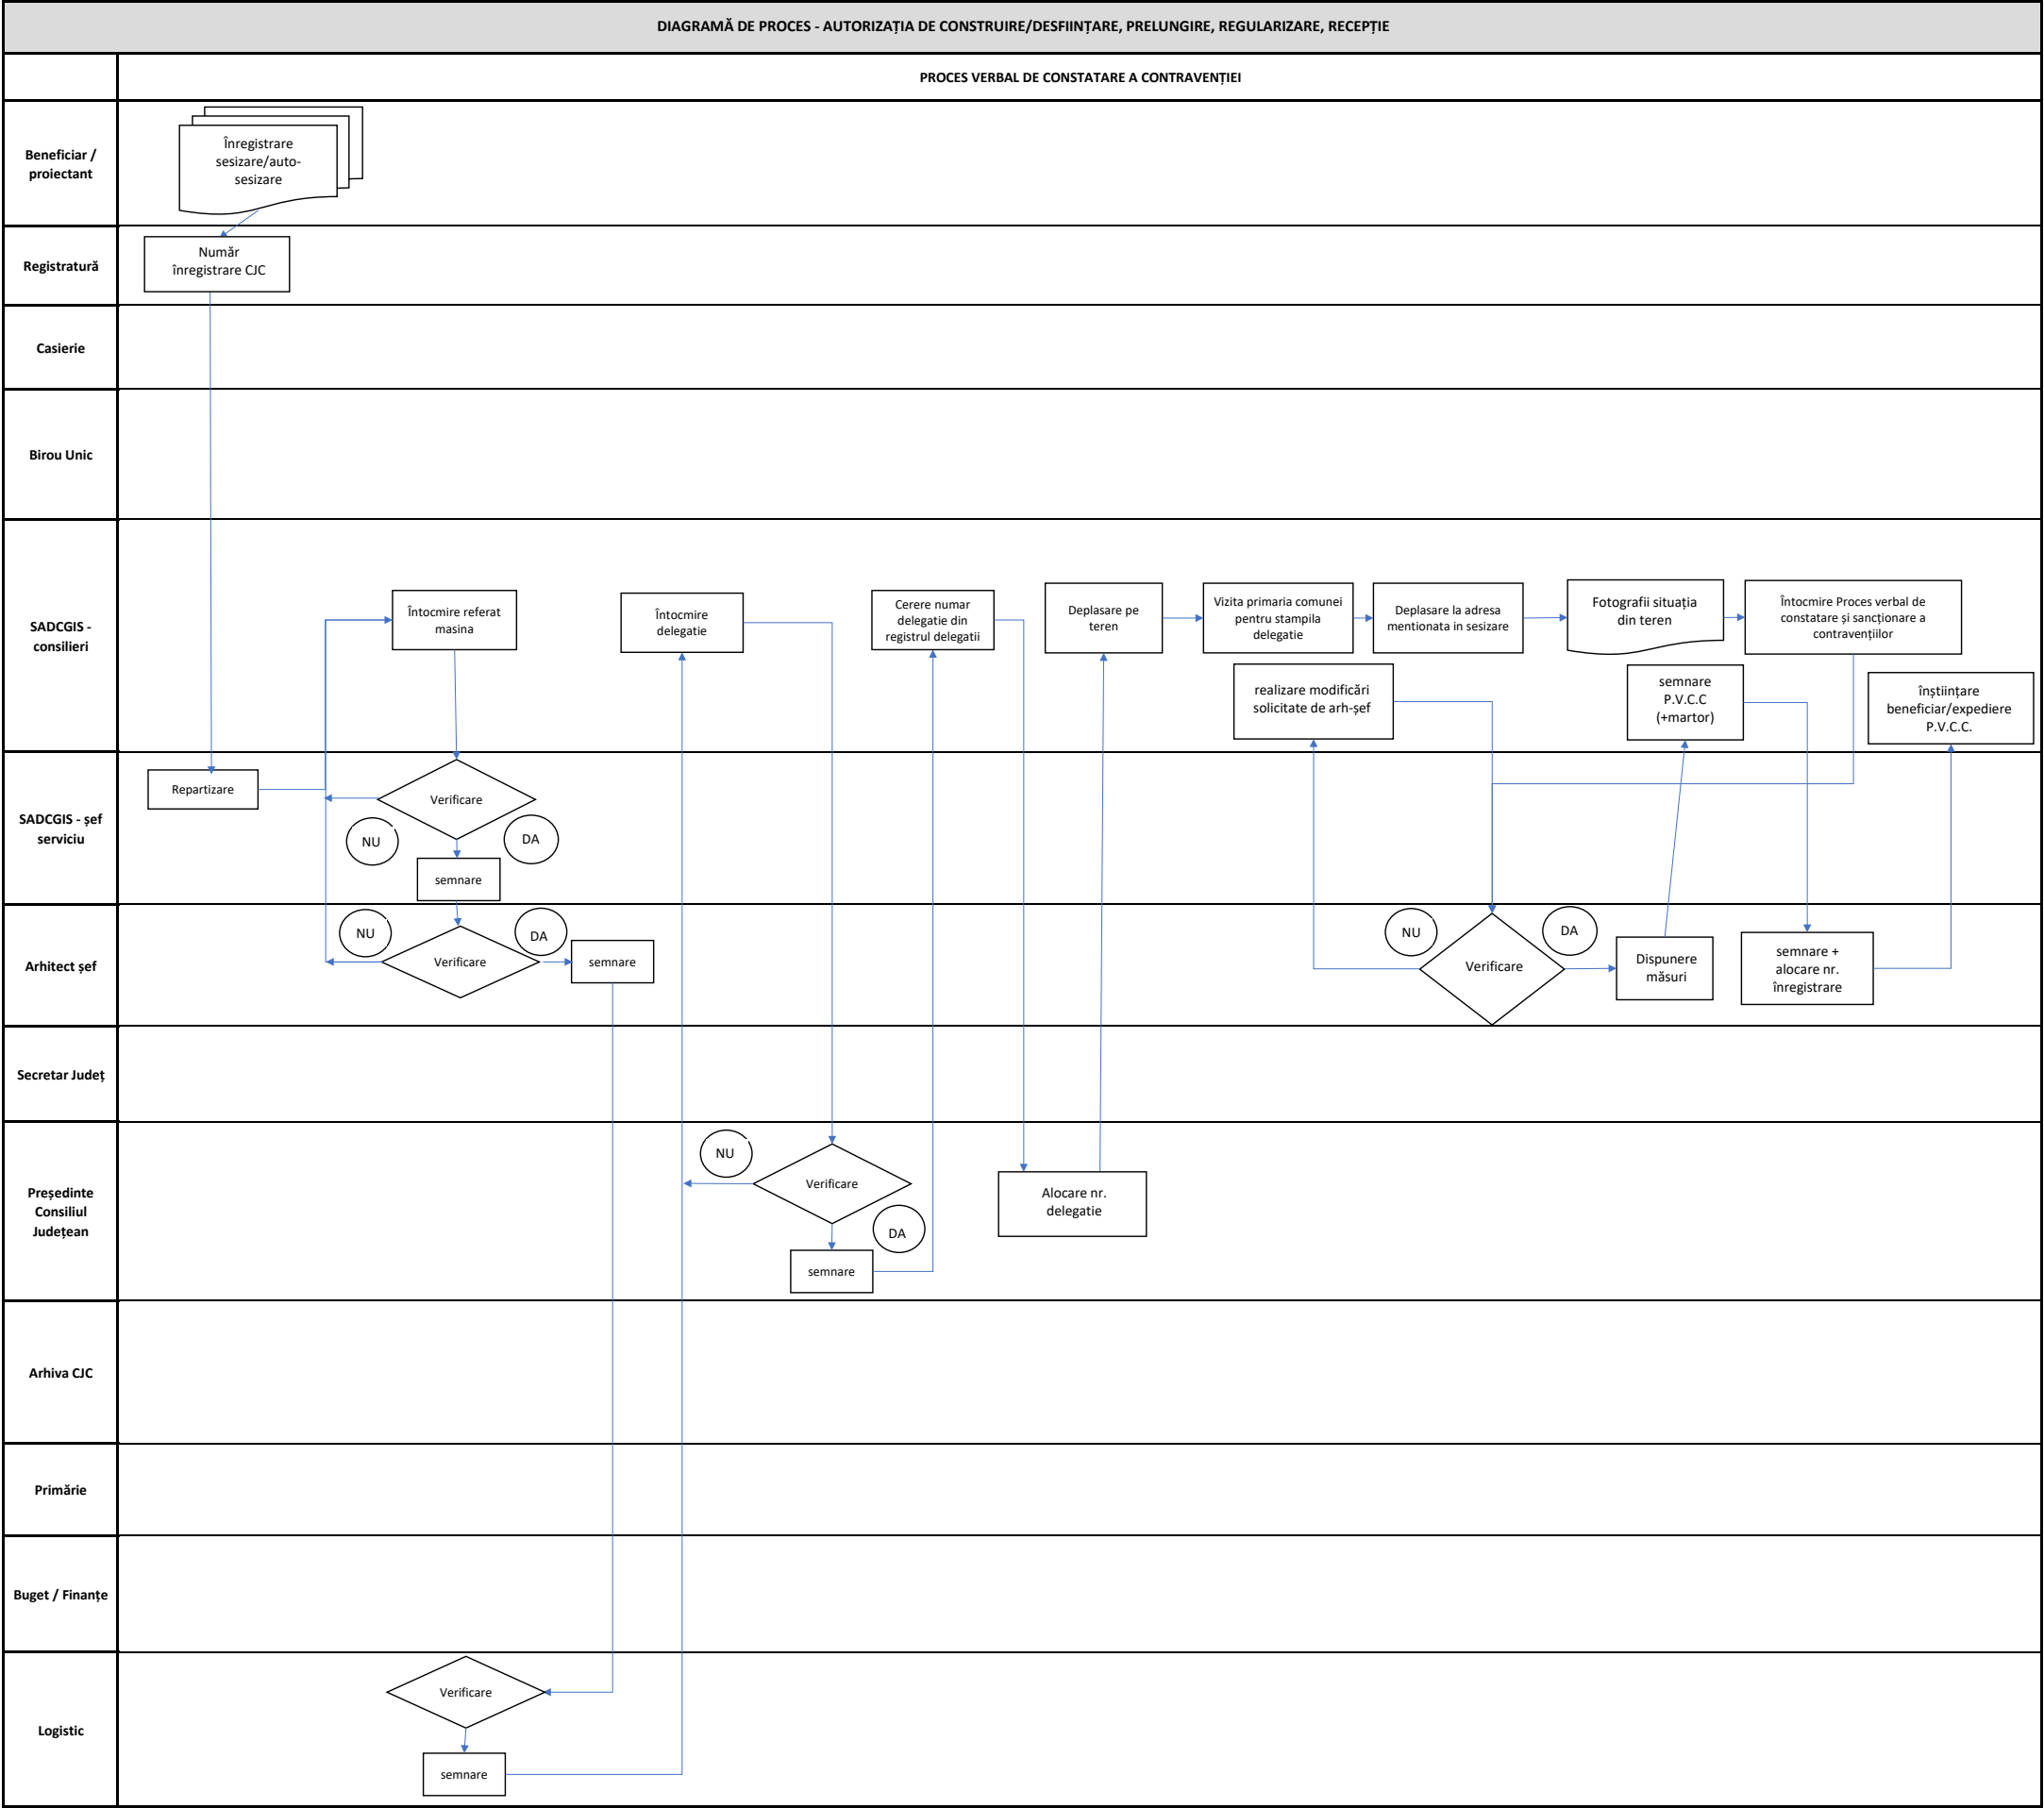 DIAGRAMĂ DE PROCES - AUTORIZAȚIA DE CONSTRUIRE/DESFIINȚARE, PRELUNGIRE, REGULARIZARE, RECEPȚIE
PROCES VERBAL DE CONSTATARE A CONTRAVENȚIEI
Beneficiar /
proiectant
Înregistrare
sesizare/auto-
sesizare
Registratură
Număr
înregistrare CJC
Casierie
Birou Unic
SADCGIS -
consilieri
Întocmire referat
masina
Întocmire
delegatie
Cerere numar
delegatie din
registrul delegatii
Deplasare pe
teren
Vizita primaria comunei
pentru stampila
delegatie
Deplasare la adresa
mentionata in sesizare
Fotografii situația
din teren
Întocmire Proces verbal de
constatare și sancționare a
contravențiilor
realizare modificări
solicitate de arh-șef
semnare
P.V.C.C
(+martor)
înștiințare
beneficiar/expediere
P.V.C.C.
SADCGIS - șef
serviciu
Repartizare
Verificare
NU
DA
semnare
Arhitect șef
NU
Verificare
DA
semnare
NU
Verificare
DA
Dispunere
măsuri
semnare +
alocare nr.
înregistrare
Secretar Județ
Președinte
Consiliul
Județean
NU
Verificare
DA
semnare
Alocare nr.
delegatie
Arhiva CJC
Primărie
Buget / Finanțe
Logistic
Verificare
semnare